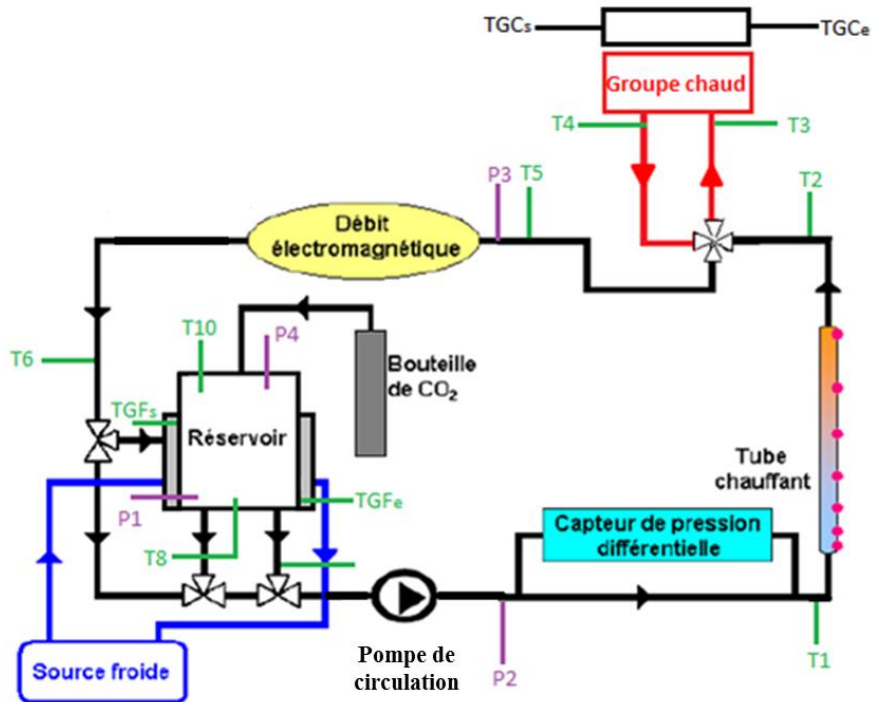 TGCs
TGCe
Groupe chaud
T4
T3
P3
T5
T2
Débit
électromagnétique
T10
P4
T6
Bouteille
de CO2
TGFs
Réservoir
Tube
chauffant
P1
TGFe
Capteur de pression
différentielle
T8
Source froide
Pompe de
circulation
P2
T1